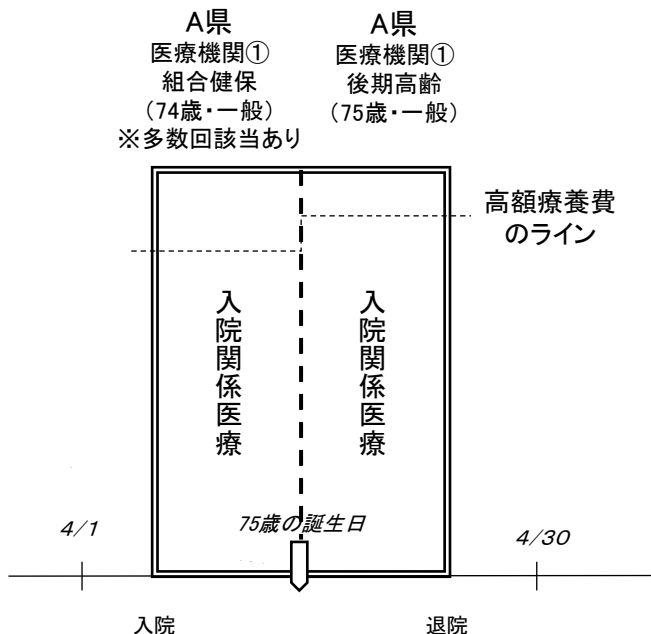 A県
医療機関①
組合健保
（74歳・一般）
※多数回該当あり
A県
医療機関①
後期高齢
（75歳・一般）
高額療養費
のライン
入院関係医療
入院関係医療
4/1
75歳の誕生日
4/30
入院
退院